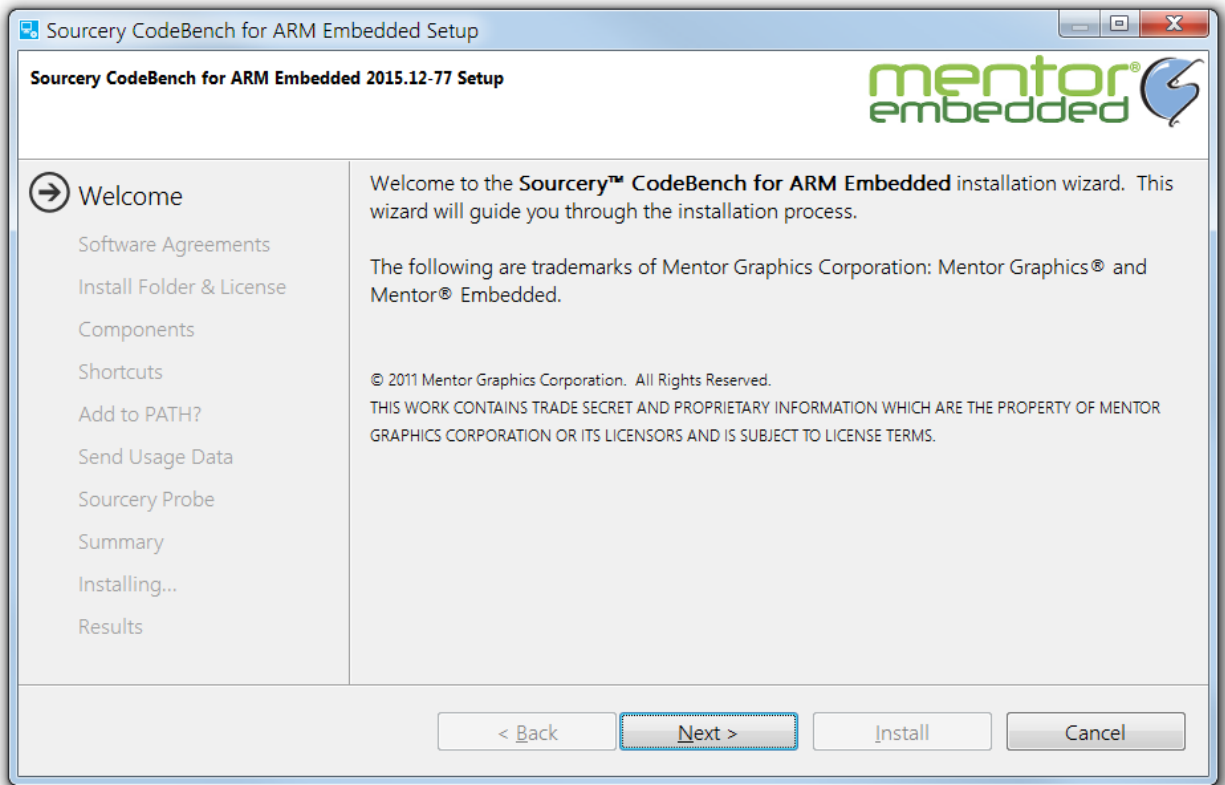 Sourcery CodeBench for ARM Embedded Setup
Sourcery CodeBench for ARM Embedded 2015.12-77 Setup
mentor®
embedded
Welcome
Software Agreements
Install Folder & License
Components
Shortcuts
Add to PATH?
Send Usage Data
Sourcery Probe
Summary
Installing...
Results
Welcome to the Sourcery™ CodeBench for ARM Embedded installation wizard. This
wizard will guide you through the installation process.
The following are trademarks of Mentor Graphics Corporation: Mentor Graphics® and
Mentor® Embedded.
© 2011 Mentor Graphics Corporation. All Rights Reserved.
THIS WORK CONTAINS TRADE SECRET AND PROPRIETARY INFORMATION WHICH ARE THE PROPERTY OF MENTOR
GRAPHICS CORPORATION OR ITS LICENSORS AND IS SUBJECT TO LICENSE TERMS.
< Back Next > Install Cancel